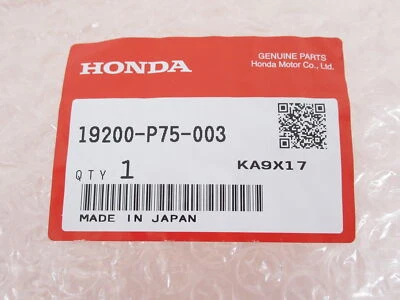 HONDA
GENUINE PARTS
Honda Motor Co., Ltd.
19200-P75-003
QTY 1
KA9X17
MADE IN JAPAN